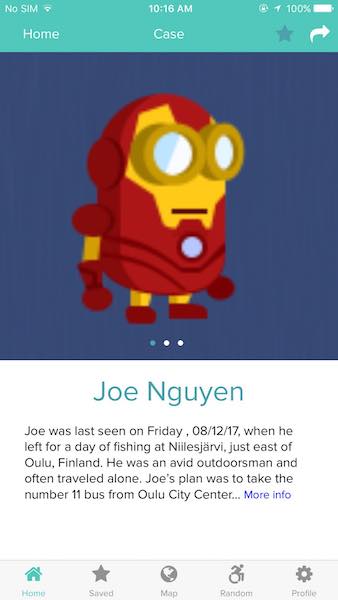 No SIM 10:16 AM 100%
Home Case
Joe Nguyen
Joe was last seen on Friday , 08/12/17, when he
left for a day of fishing at Niilesjärvi, just east of
Oulu, Finland. He was an avid outdoorsman and
often traveled alone. Joe’s plan was to take the
number 11 bus from Oulu City Center... More info
Home Saved Map Random Profile